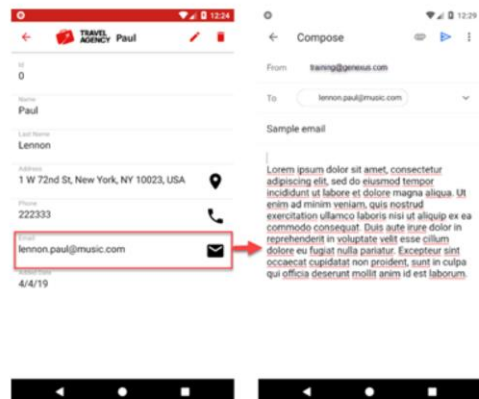 12:24
TRAVEL
AGENCY Paul
Id
0
Name
Paul
Last Name
Lennon
Address
1 W 72nd St, New York, NY 10023, USA
Phone
222333
Email
lennon.paul@music.com
Added Date
4/4/19
12:29
Compose
From training@genexus.com
To lennon.paul@music.com
Sample email
Lorem ipsum dolor sit amet, consectetur
adipiscing elit, sed do eiusmod tempor
incididunt ut labore et dolore magna aliqua. Ut
enim ad minim veniam, quis nostrud
exercitation ullamco laboris nisi ut aliquip ex ea
commodo consequat. Duis aute irure dolor in
reprehenderit in voluptate velit esse cillum
dolore eu fugiat nulla pariatur. Excepteur sint
occaecat cupidatat non proident, sunt in culpa
qui officia deserunt mollit anim id est laborum.